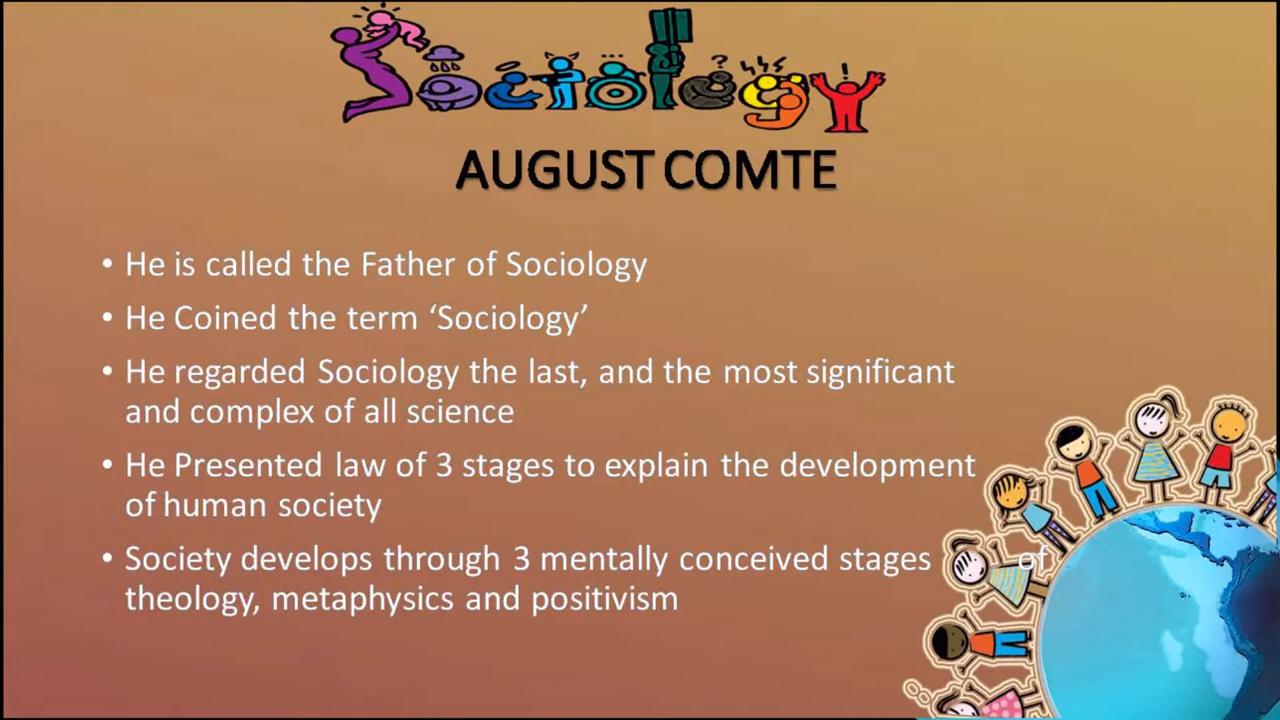 Sociology
AUGUST COMTE
• He is called the Father of Sociology
• He Coined the term ‘Sociology’
• He regarded Sociology the last, and the most significant
and complex of all science
• He Presented law of 3 stages to explain the development
of human society
• Society develops through 3 mentally conceived stages of
theology, metaphysics and positivism